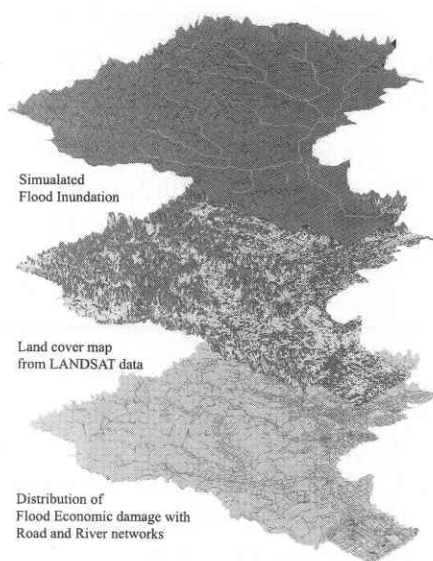 Simualated
Flood Inundation
Land cover map
from LANDSAT data
Distribution of
Flood Economic damage with
Road and River networks